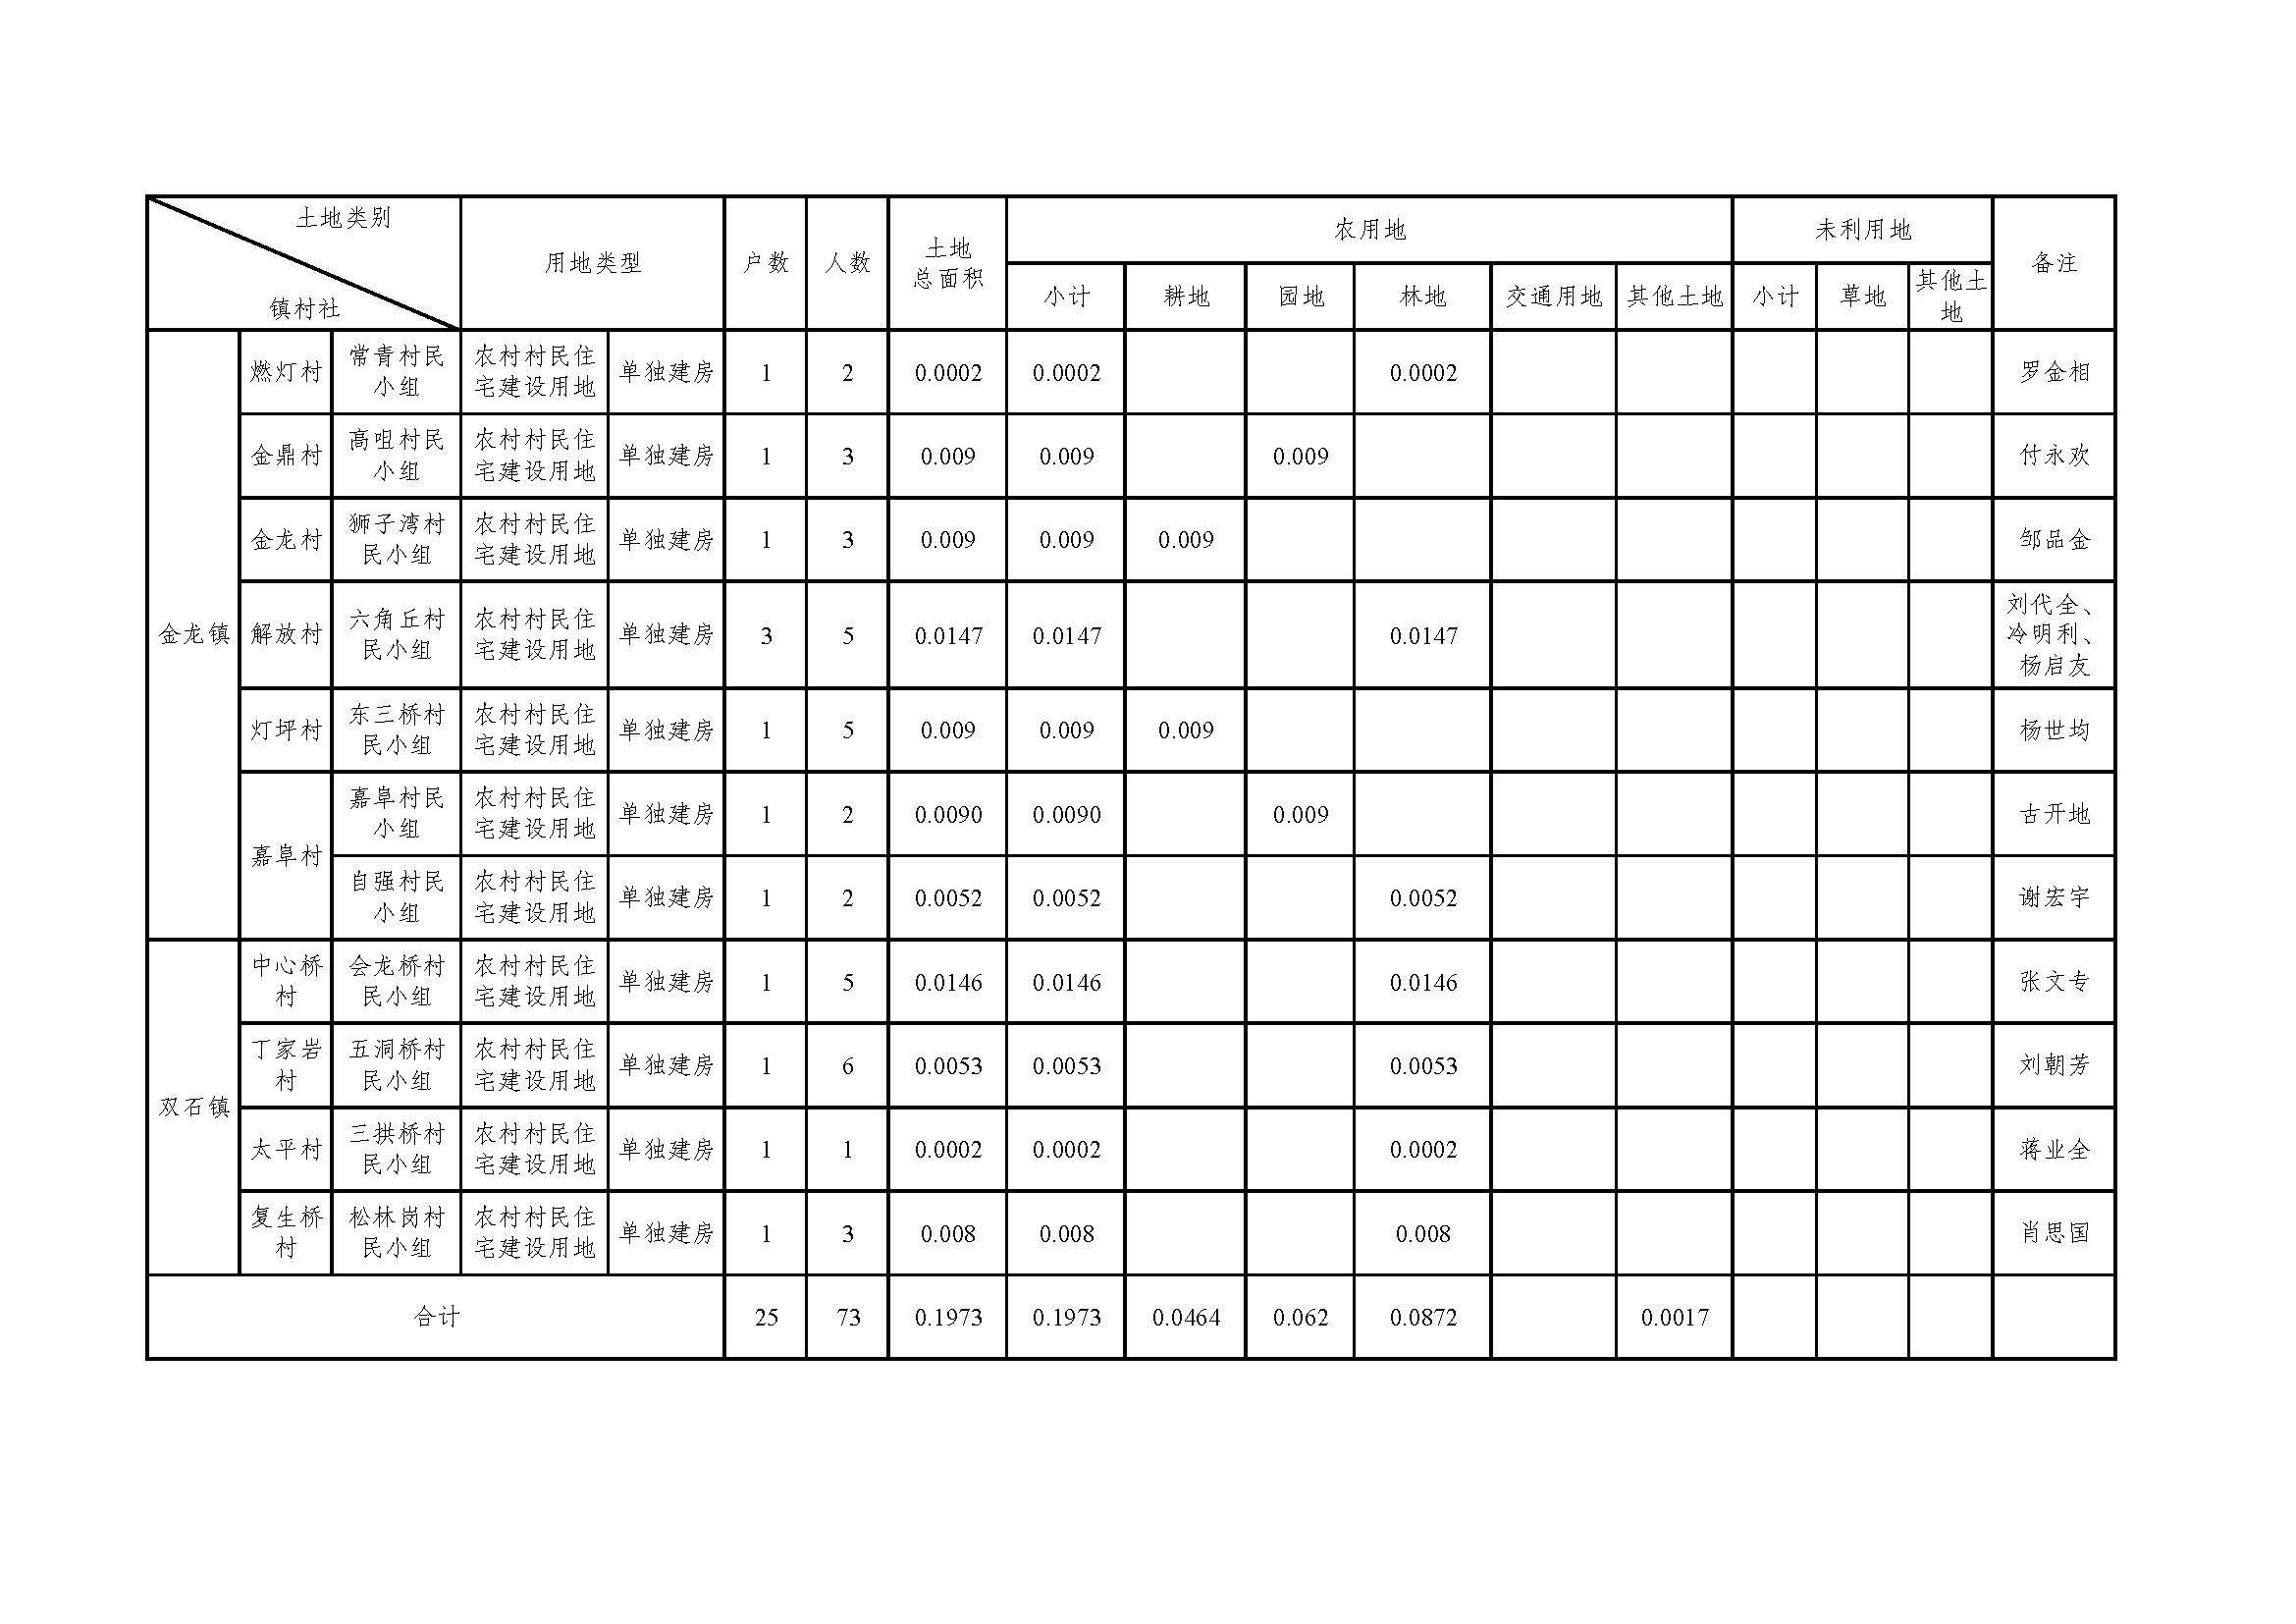 土地类别
镇村社
用地类型
户数
人数
土地
总面积
农用地
未利用地
备注
小计
耕地
园地
林地
交通用地
其他土地
小计
草地
其他土
地
金龙镇
燃灯村
常青村民
小组
农村村民住
宅建设用地
单独建房
1
2
0.0002
0.0002
0.0002
罗金相
金鼎村
高咀村民
小组
农村村民住
宅建设用地
单独建房
1
3
0.009
0.009
0.009
付永欢
金龙村
狮子湾村
民小组
农村村民住
宅建设用地
单独建房
1
3
0.009
0.009
0.009
邹品金
解放村
六角丘村
民小组
农村村民住
宅建设用地
单独建房
3
5
0.0147
0.0147
0.0147
刘代全、
冷明利、
杨启友
灯坪村
东三桥村
民小组
农村村民住
宅建设用地
单独建房
1
5
0.009
0.009
0.009
杨世均
嘉阜村
嘉阜村民
小组
农村村民住
宅建设用地
单独建房
1
2
0.0090
0.0090
0.009
古开地
自强村民
小组
农村村民住
宅建设用地
单独建房
1
2
0.0052
0.0052
0.0052
谢宏宇
双石镇
中心桥
村
会龙桥村
民小组
农村村民住
宅建设用地
单独建房
1
5
0.0146
0.0146
0.0146
张文专
丁家岩
村
五洞桥村
民小组
农村村民住
宅建设用地
单独建房
1
6
0.0053
0.0053
0.0053
刘朝芳
太平村
三拱桥村
民小组
农村村民住
宅建设用地
单独建房
1
1
0.0002
0.0002
0.0002
蒋业全
复生桥
村
松林岗村
民小组
农村村民住
宅建设用地
单独建房
1
3
0.008
0.008
0.008
肖思国
合计
25
73
0.1973
0.1973
0.0464
0.062
0.0872
0.0017